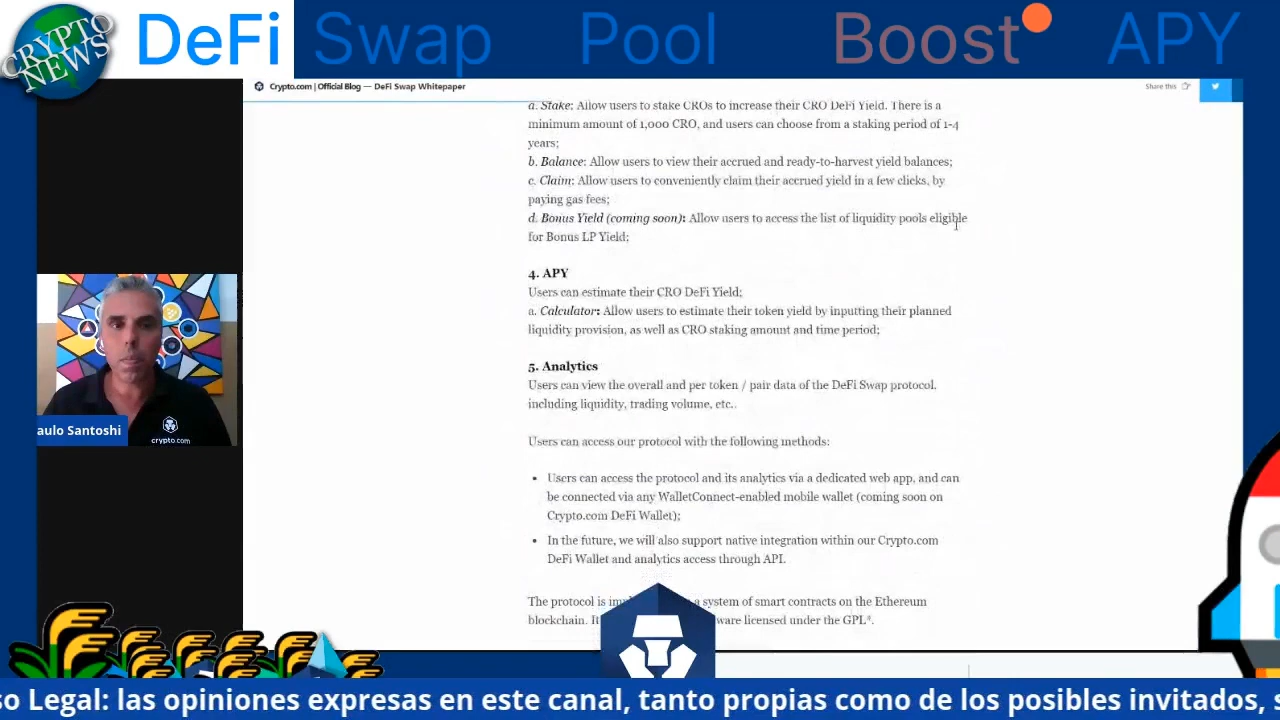 CRYPTO
NEWS
DeFi Swap Pool Boost APY
Crypto.com | Official Blog — DeFi Swap Whitepaper
Share this
a. Stake: Allow users to stake CROs to increase their CRO DeFi Yield. There is a
minimum amount of 1,000 CRO, and users can choose from a staking period of 1-4
years;
b. Balance: Allow users to view their accrued and ready-to-harvest yield balances;
c. Claim: Allow users to conveniently claim their accrued yield in a few clicks, by
paying gas fees;
d. Bonus Yield (coming soon): Allow users to access the list of liquidity pools eligible
for Bonus LP Yield;
4. APY
Users can estimate their CRO DeFi Yield;
a. Calculator: Allow users to estimate their token yield by inputting their planned
liquidity provision, as well as CRO staking amount and time period;
5. Analytics
Users can view the overall and per token / pair data of the DeFi Swap protocol.
including liquidity, trading volume, etc..
Users can access our protocol with the following methods:
• Users can access the protocol and its analytics via a dedicated web app, and can
be connected via any WalletConnect-enabled mobile wallet (coming soon on
Crypto.com DeFi Wallet);
• In the future, we will also support native integration within our Crypto.com
DeFi Wallet and analytics access through API.
The protocol is a system of smart contracts on the Ethereum
blockchain. It ware licensed under the GPL*.
aulo Santoshi
crypto.com
so Legal: las opiniones expresas en este canal, tanto propias como de los posibles invitados, s